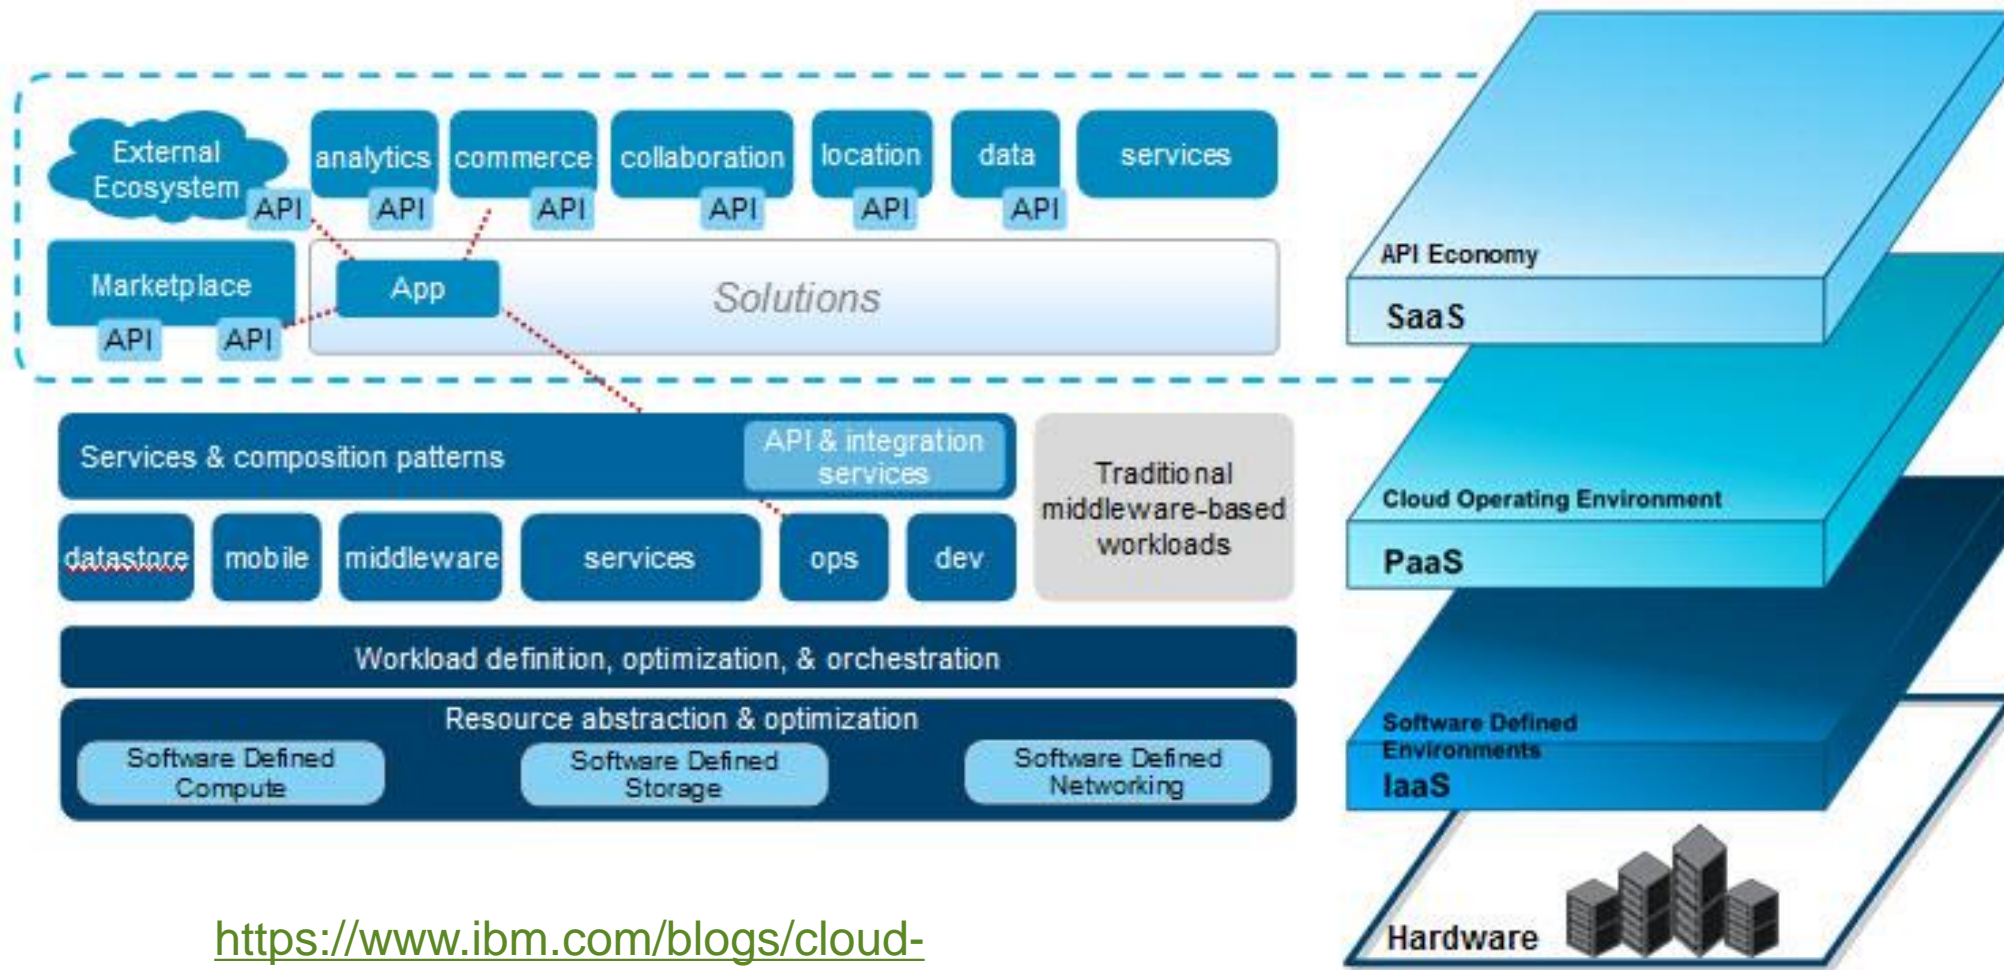 External
Ecosystem
analytics
commerce
collaboration
location
data
services
API
API
API
API
API
API
Marketplace
App
Solutions
API
API
Services & composition patterns
API & integration
services
Traditional
middleware-based
workloads
datastore
mobile
middleware
services
ops
dev
Workload definition, optimization, & orchestration
Resource abstraction & optimization
Software Defined
Compute
Software Defined
Storage
Software Defined
Networking
API Economy
SaaS
Cloud Operating Environment
PaaS
Software Defined
Environments
IaaS
Hardware
https://www.ibm.com/blogs/cloud-